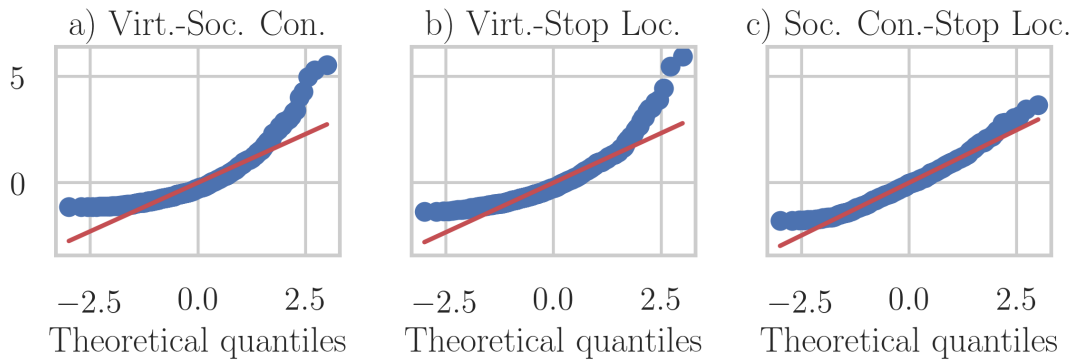 a) Virt.-Soc. Con.
b) Virt.-Stop Loc.
c) Soc. Con.-Stop Loc.
5
0
−2.5 0.0 2.5
−2.5 0.0 2.5
−2.5 0.0 2.5
Theoretical quantiles
Theoretical quantiles
Theoretical quantiles